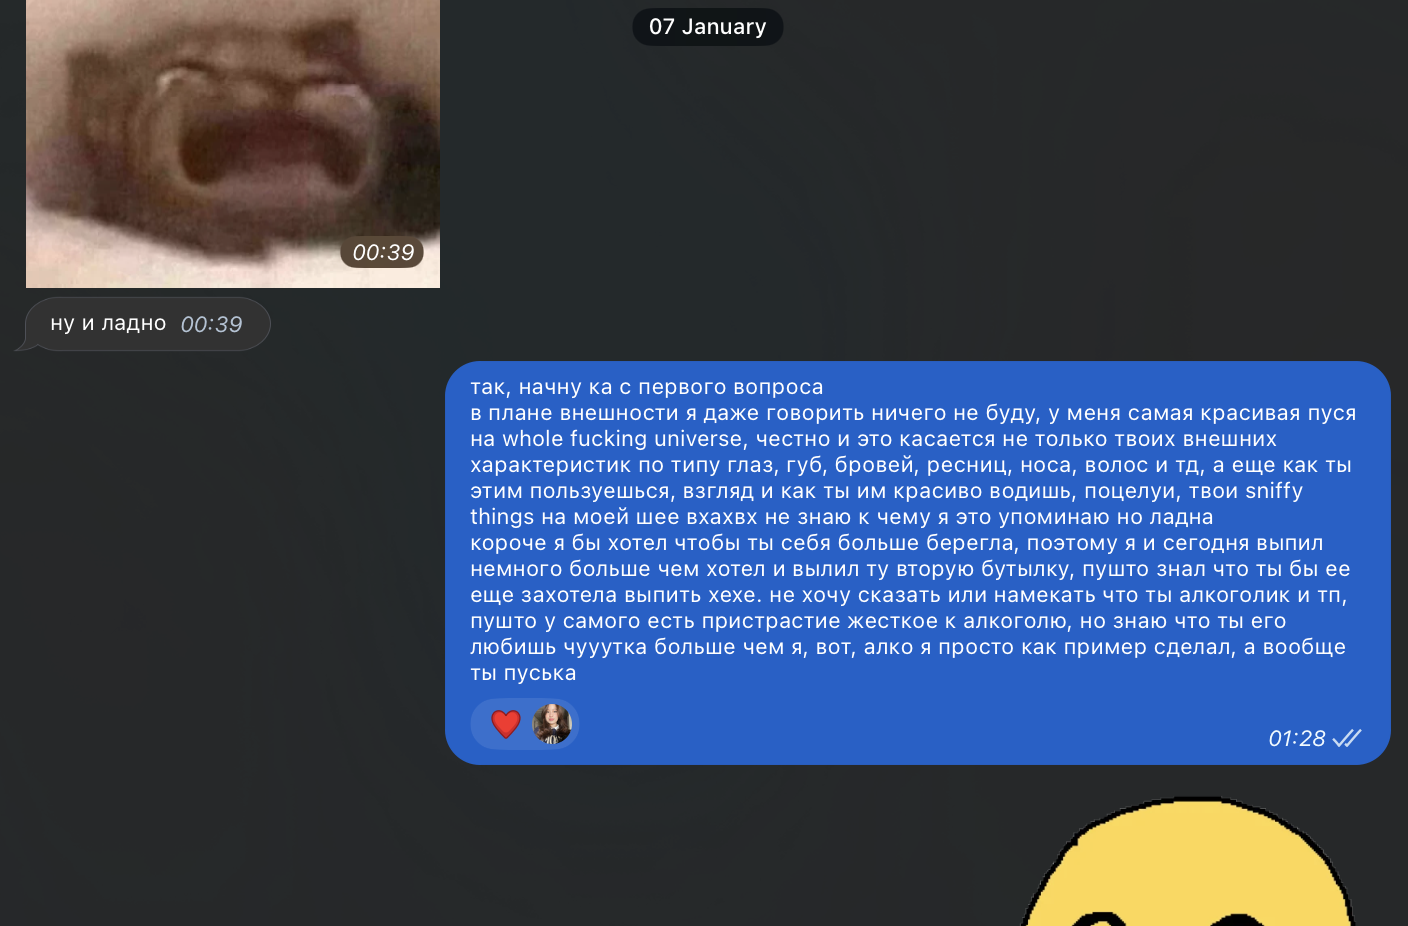 07 January
00:39
ну и ладно 00:39
так, начну ка с первого вопроса
в плане внешности я даже говорить ничего не буду, у меня самая красивая пуся
на whole fucking universe, честно и это касается не только твоих внешних
характеристик по типу глаз, губ, бровей, ресниц, носа, волос и тд, а еще как ты
этим пользуешься, взгляд и как ты им красиво водишь, поцелуи, твои sniffy
things на моей шее вхахвх не знаю к чему я это упоминаю но ладна
короче я бы хотел чтобы ты себя больше берегла, поэтому я и сегодня выпил
немного больше чем хотел и вылил ту вторую бутылку, пушто знал что ты бы ее
еще захотела выпить хехе. не хочу сказать или намекать что ты алкоголик и тп,
пушто у самого есть пристрастие жесткое к алкоголю, но знаю что ты его
любишь чууутка больше чем я, вот, алко я просто как пример сделал, а вообще
ты пуська
01:28